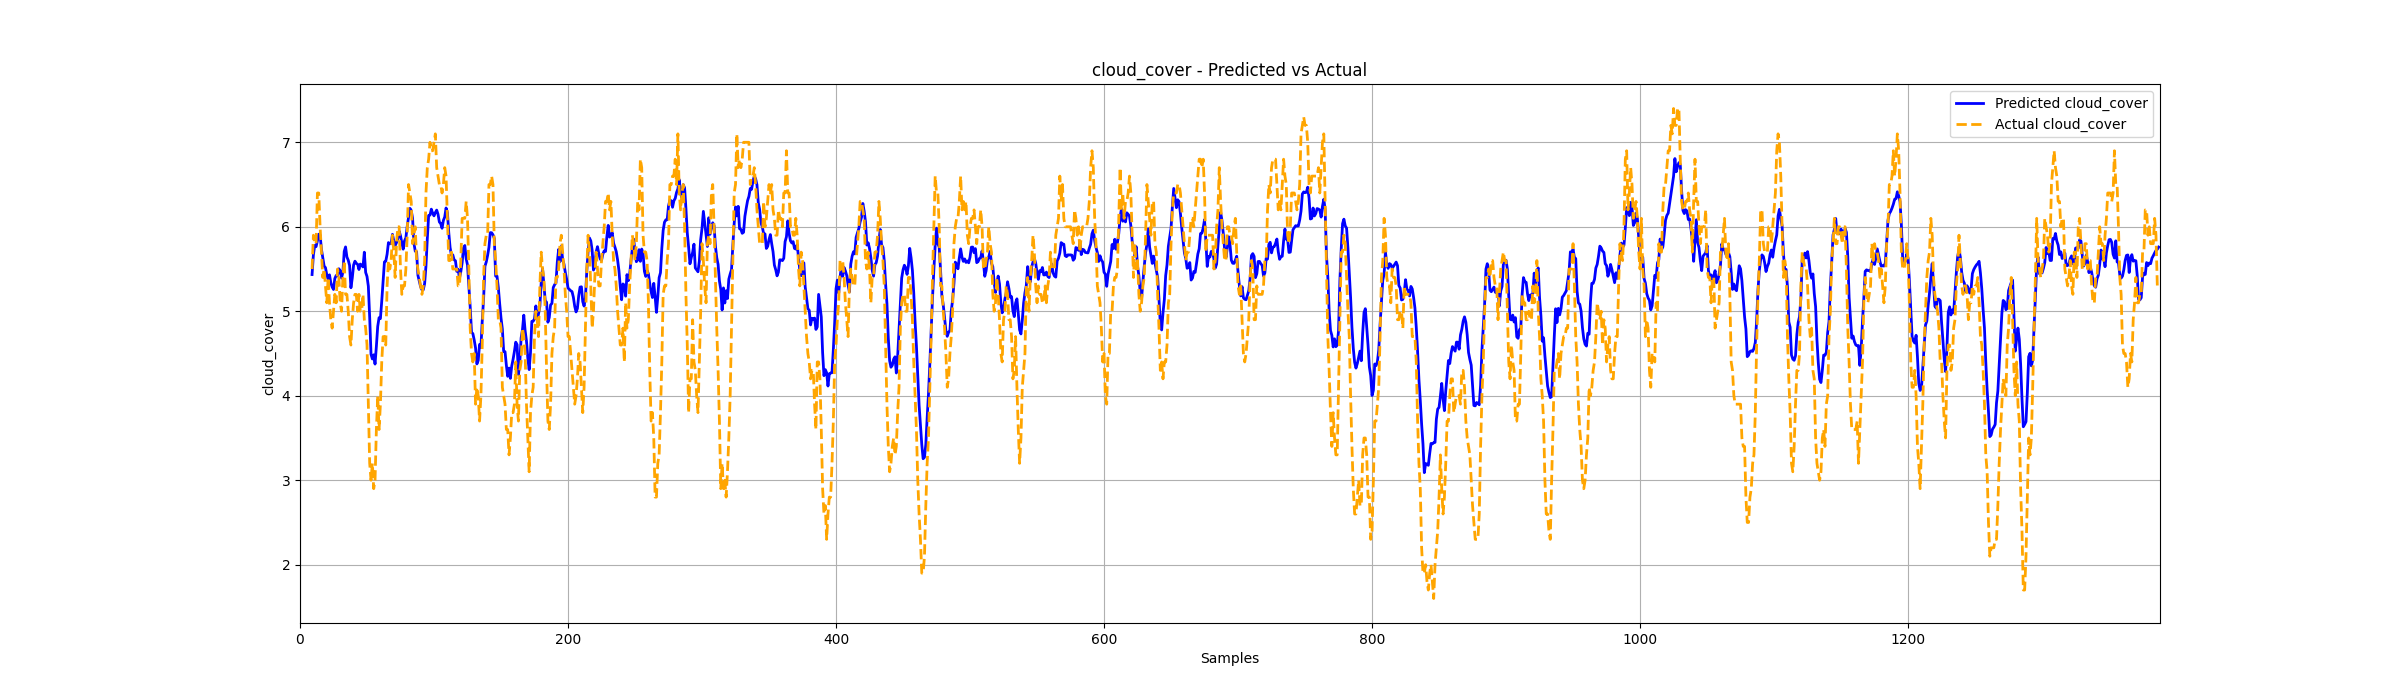 cloud_cover - Predicted vs Actual
Predicted cloud_cover
Actual cloud_cover
7
6
5
4
3
2
cloud_cover
0
200
400
600
800
1000
1200
Samples